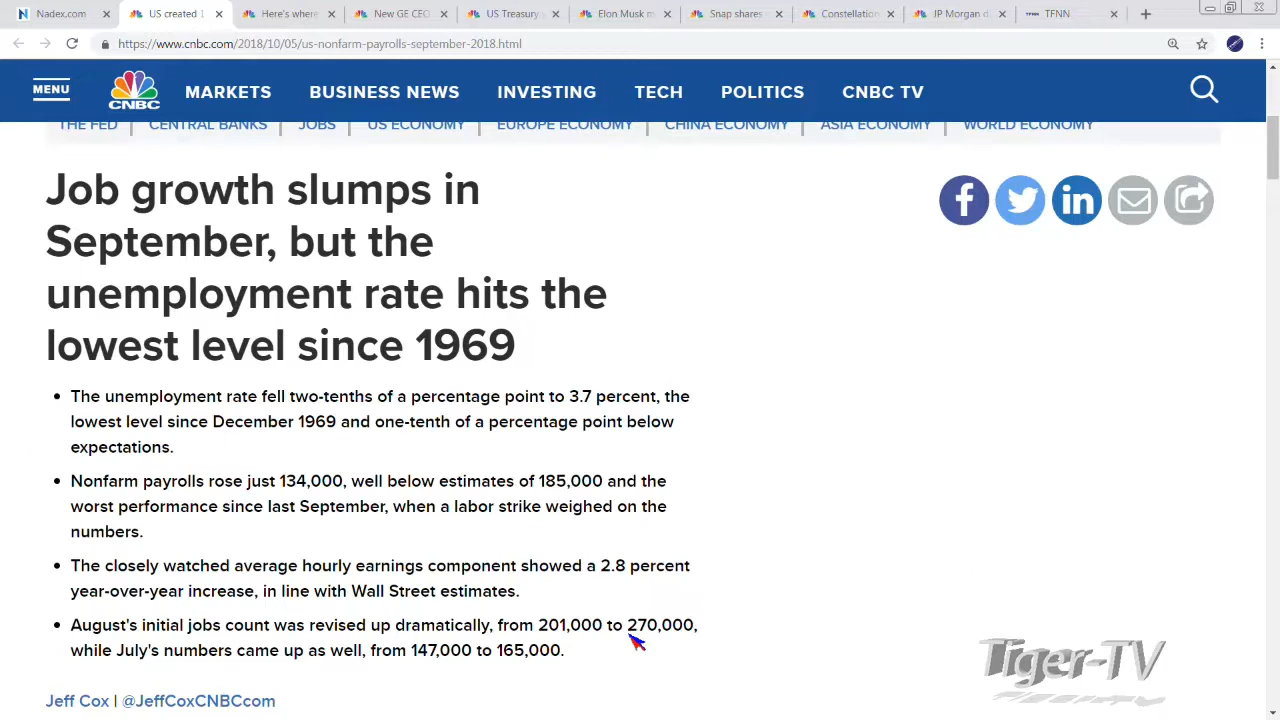 Nadex.com
US created 1
Here's where
New GE CEO
US Treasury y
Elon Musk m
Snap shares
Constellation
JP Morgan d
TFNN
https://www.cnbc.com/2018/10/05/us-nonfarm-payrolls-september-2018.html
MENU
CNBC
MARKETS
BUSINESS NEWS
INVESTING
TECH
POLITICS
CNBC TV
THE FED
CENTRAL BANKS
JOBS
US ECONOMY
EUROPE ECONOMY
CHINA ECONOMY
ASIA ECONOMY
WORLD ECONOMY
Job growth slumps in
September, but the
unemployment rate hits the
lowest level since 1969
• The unemployment rate fell two-tenths of a percentage point to 3.7 percent, the
lowest level since December 1969 and one-tenth of a percentage point below
expectations.
• Nonfarm payrolls rose just 134,000, well below estimates of 185,000 and the
worst performance since last September, when a labor strike weighed on the
numbers.
• The closely watched average hourly earnings component showed a 2.8 percent
year-over-year increase, in line with Wall Street estimates.
• August's initial jobs count was revised up dramatically, from 201,000 to 270,000,
while July's numbers came up as well, from 147,000 to 165,000.
Jeff Cox | @JeffCoxCNBCcom
Tiger-TV